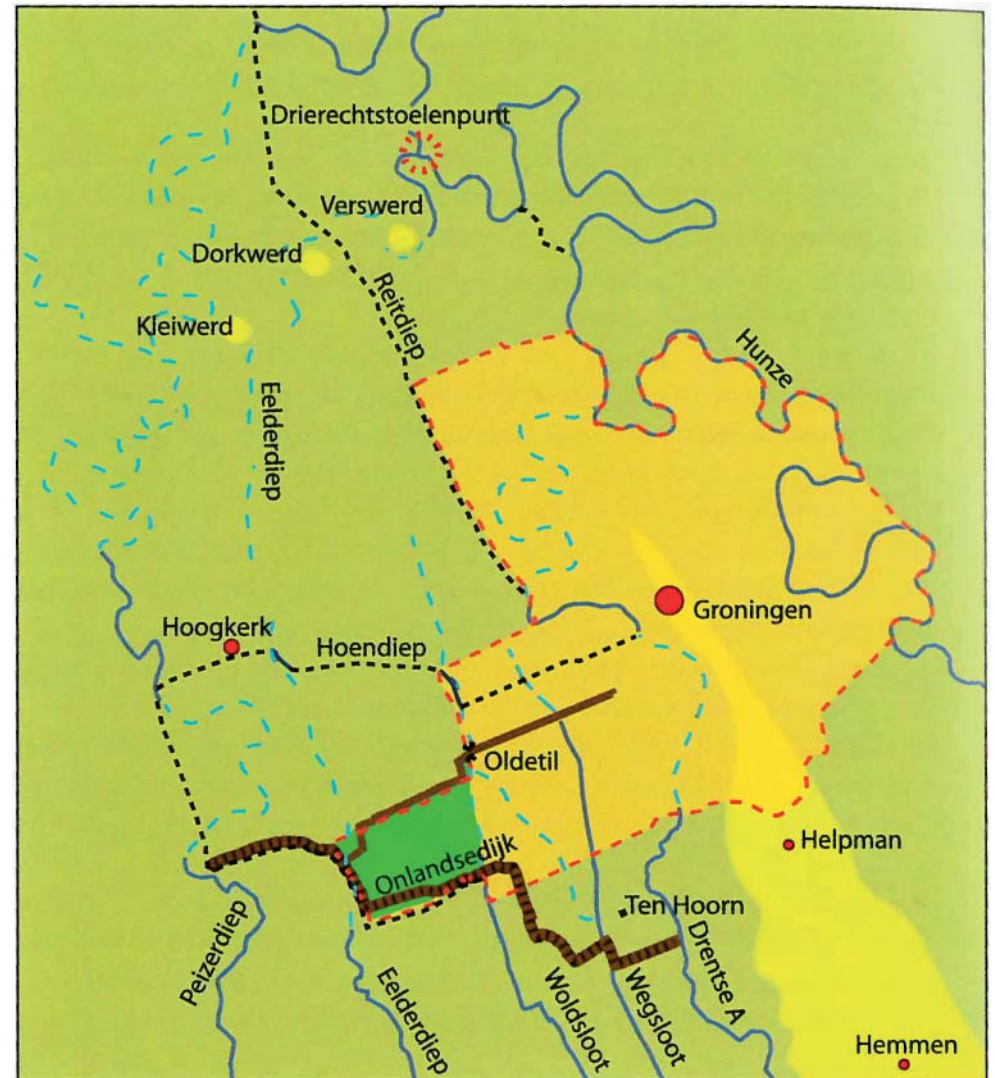 Drierechtstoelenpunt
Verswerd
Dorkwerd
Kleiwerd
Reitdiep
Hunze
Eelderdiep
Groningen
Hoogkerk
Hoendiep
Oldetil
Helpman
Onlandsedijk
Ten Hoorn
Peizerdiep
Eelderdiep
Woldsloot
Wegsloot
Drentse A
Hemmen